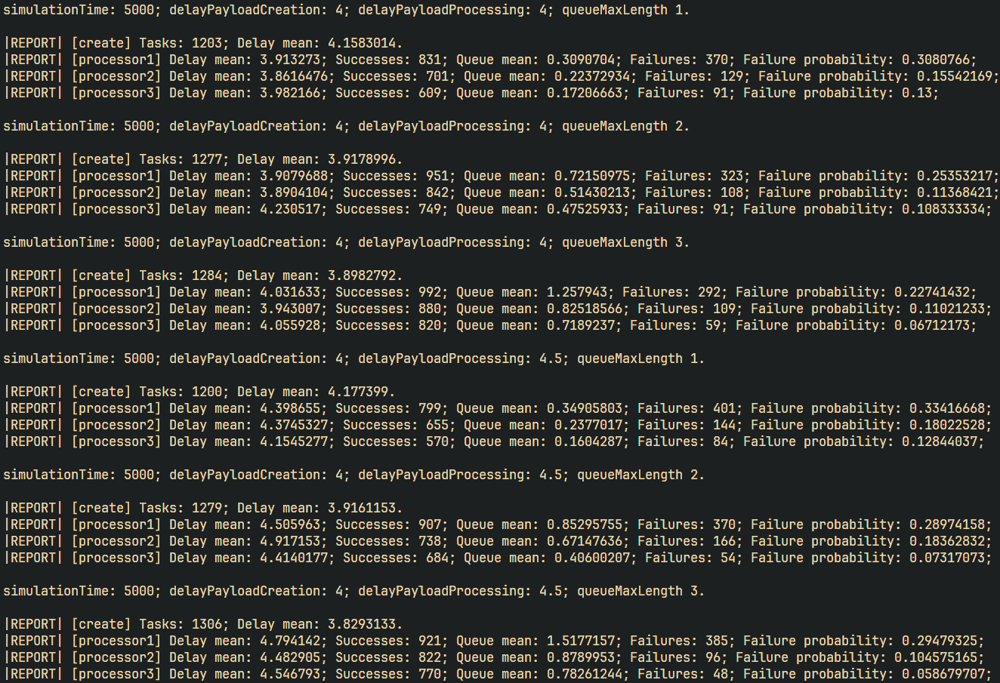 simulationTime: 5000; delayPayloadCreation: 4; delayPayloadProcessing: 4; queueMaxLength 1.
|REPORT| [create] Tasks: 1203; Delay mean: 4.1583014.
|REPORT| [processor1] Delay mean: 3.913273; Successes: 831; Queue mean: 0.3090704; Failures: 370; Failure probability: 0.3080766;
|REPORT| [processor2] Delay mean: 3.8616476; Successes: 701; Queue mean: 0.22372934; Failures: 129; Failure probability: 0.15542169;
|REPORT| [processor3] Delay mean: 3.982166; Successes: 609; Queue mean: 0.17206663; Failures: 91; Failure probability: 0.13;
simulationTime: 5000; delayPayloadCreation: 4; delayPayloadProcessing: 4; queueMaxLength 2.
|REPORT| [create] Tasks: 1277; Delay mean: 3.9178996.
|REPORT| [processor1] Delay mean: 3.9079688; Successes: 951; Queue mean: 0.72150975; Failures: 323; Failure probability: 0.25353217;
|REPORT| [processor2] Delay mean: 3.8904104; Successes: 842; Queue mean: 0.51430213; Failures: 108; Failure probability: 0.11368421;
|REPORT| [processor3] Delay mean: 4.230517; Successes: 749; Queue mean: 0.47525933; Failures: 91; Failure probability: 0.108333334;
simulationTime: 5000; delayPayloadCreation: 4; delayPayloadProcessing: 4; queueMaxLength 3.
|REPORT| [create] Tasks: 1284; Delay mean: 3.8982792.
|REPORT| [processor1] Delay mean: 4.031633; Successes: 992; Queue mean: 1.257943; Failures: 292; Failure probability: 0.22741432;
|REPORT| [processor2] Delay mean: 3.943007; Successes: 880; Queue mean: 0.82518566; Failures: 109; Failure probability: 0.11021233;
|REPORT| [processor3] Delay mean: 4.055928; Successes: 820; Queue mean: 0.7189237; Failures: 59; Failure probability: 0.06712173;
simulationTime: 5000; delayPayloadCreation: 4; delayPayloadProcessing: 4.5; queueMaxLength 1.
|REPORT| [create] Tasks: 1200; Delay mean: 4.177399.
|REPORT| [processor1] Delay mean: 4.398655; Successes: 799; Queue mean: 0.34905803; Failures: 401; Failure probability: 0.33416668;
|REPORT| [processor2] Delay mean: 4.3745327; Successes: 655; Queue mean: 0.2377017; Failures: 144; Failure probability: 0.18022528;
|REPORT| [processor3] Delay mean: 4.1545277; Successes: 570; Queue mean: 0.1604287; Failures: 84; Failure probability: 0.12844037;
simulationTime: 5000; delayPayloadCreation: 4; delayPayloadProcessing: 4.5; queueMaxLength 2.
|REPORT| [create] Tasks: 1279; Delay mean: 3.9161153.
|REPORT| [processor1] Delay mean: 4.505963; Successes: 907; Queue mean: 0.85295755; Failures: 370; Failure probability: 0.28974158;
|REPORT| [processor2] Delay mean: 4.917153; Successes: 738; Queue mean: 0.67147636; Failures: 166; Failure probability: 0.18362832;
|REPORT| [processor3] Delay mean: 4.4140177; Successes: 684; Queue mean: 0.40600207; Failures: 54; Failure probability: 0.07317073;
simulationTime: 5000; delayPayloadCreation: 4; delayPayloadProcessing: 4.5; queueMaxLength 3.
|REPORT| [create] Tasks: 1306; Delay mean: 3.8293133.
|REPORT| [processor1] Delay mean: 4.794142; Successes: 921; Queue mean: 1.5177157; Failures: 385; Failure probability: 0.29479325;
|REPORT| [processor2] Delay mean: 4.482905; Successes: 822; Queue mean: 0.8789953; Failures: 96; Failure probability: 0.104575165;
|REPORT| [processor3] Delay mean: 4.546793; Successes: 770; Queue mean: 0.78261244; Failures: 48; Failure probability: 0.058679707;